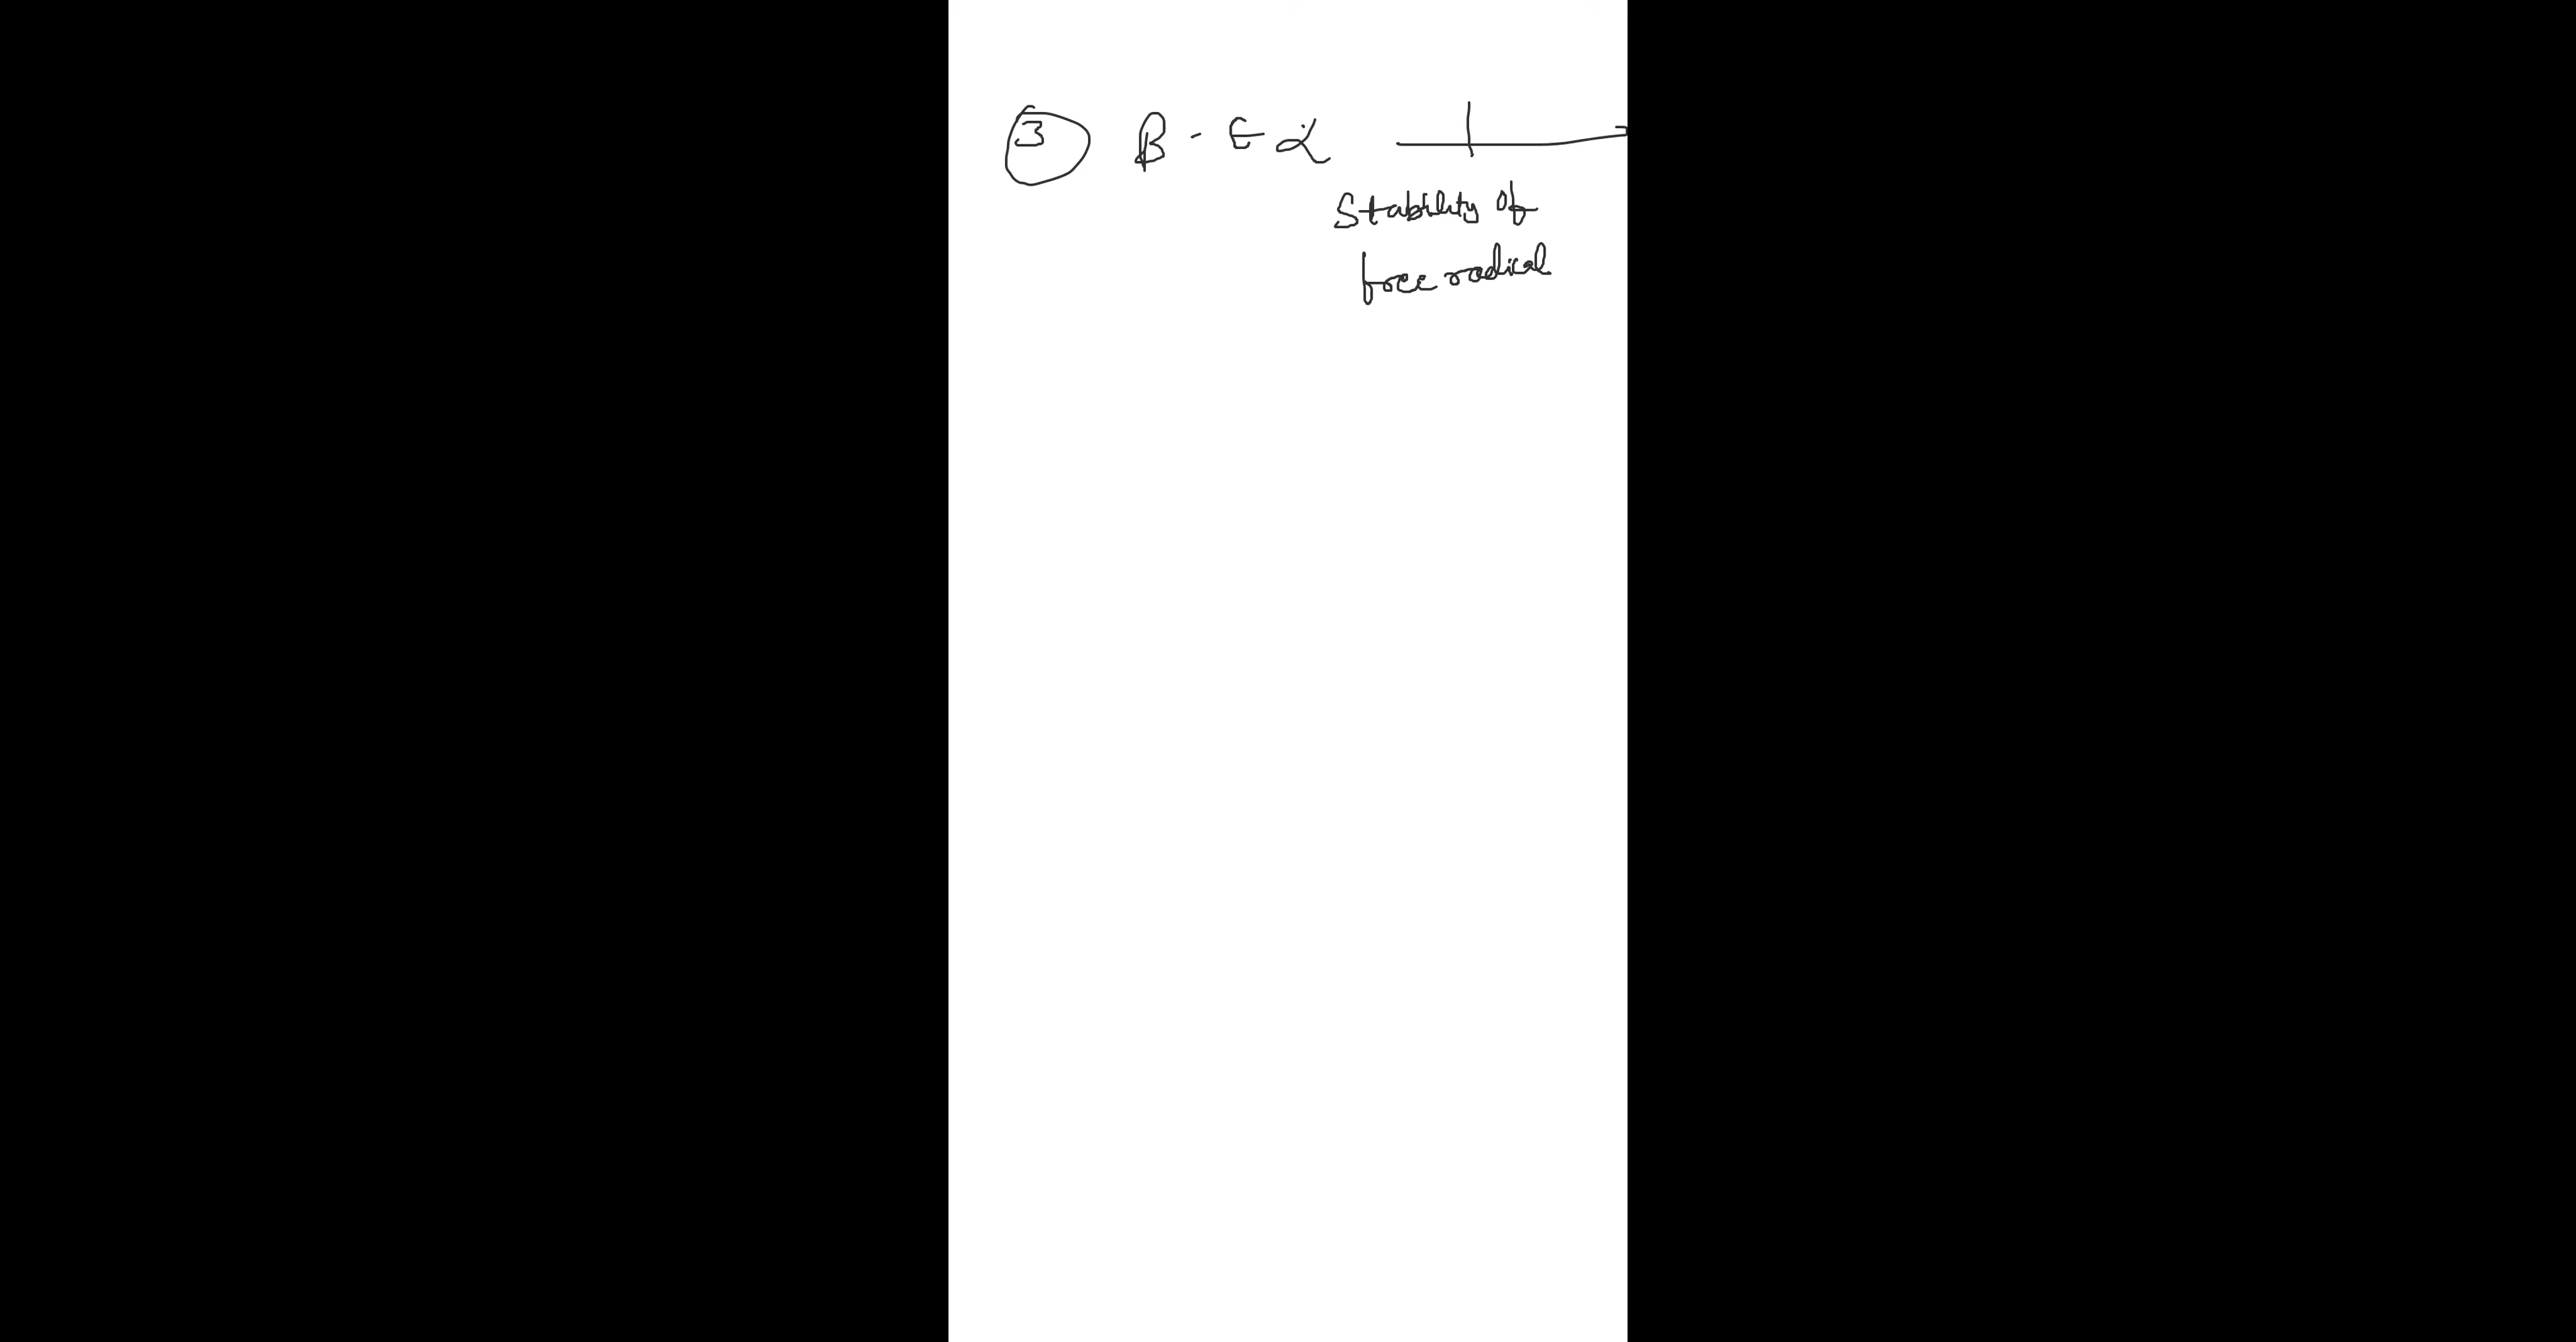 3 B. E α
Stability of
free radical